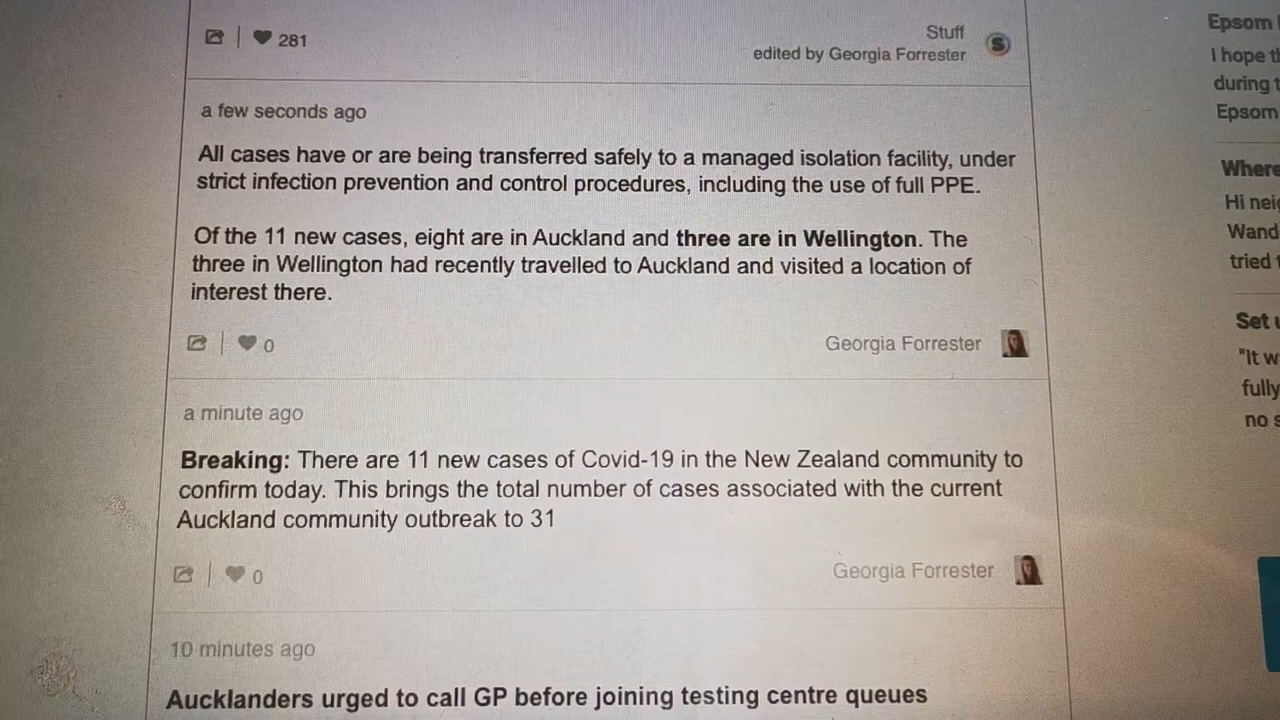 281
Stuff
edited by Georgia Forrester
S
a few seconds ago
All cases have or are being transferred safely to a managed isolation facility, under
strict infection prevention and control procedures, including the use of full PPE.
Of the 11 new cases, eight are in Auckland and three are in Wellington. The
three in Wellington had recently travelled to Auckland and visited a location of
interest there.
0
Georgia Forrester
a minute ago
Breaking: There are 11 new cases of Covid-19 in the New Zealand community to
confirm today. This brings the total number of cases associated with the current
Auckland community outbreak to 31
0
Georgia Forrester
10 minutes ago
Aucklanders urged to call GP before joining testing centre queues
Epsom
I hope
during
Epsom
Where
Hi
Wand
tried
Set
"It w
fully
no s